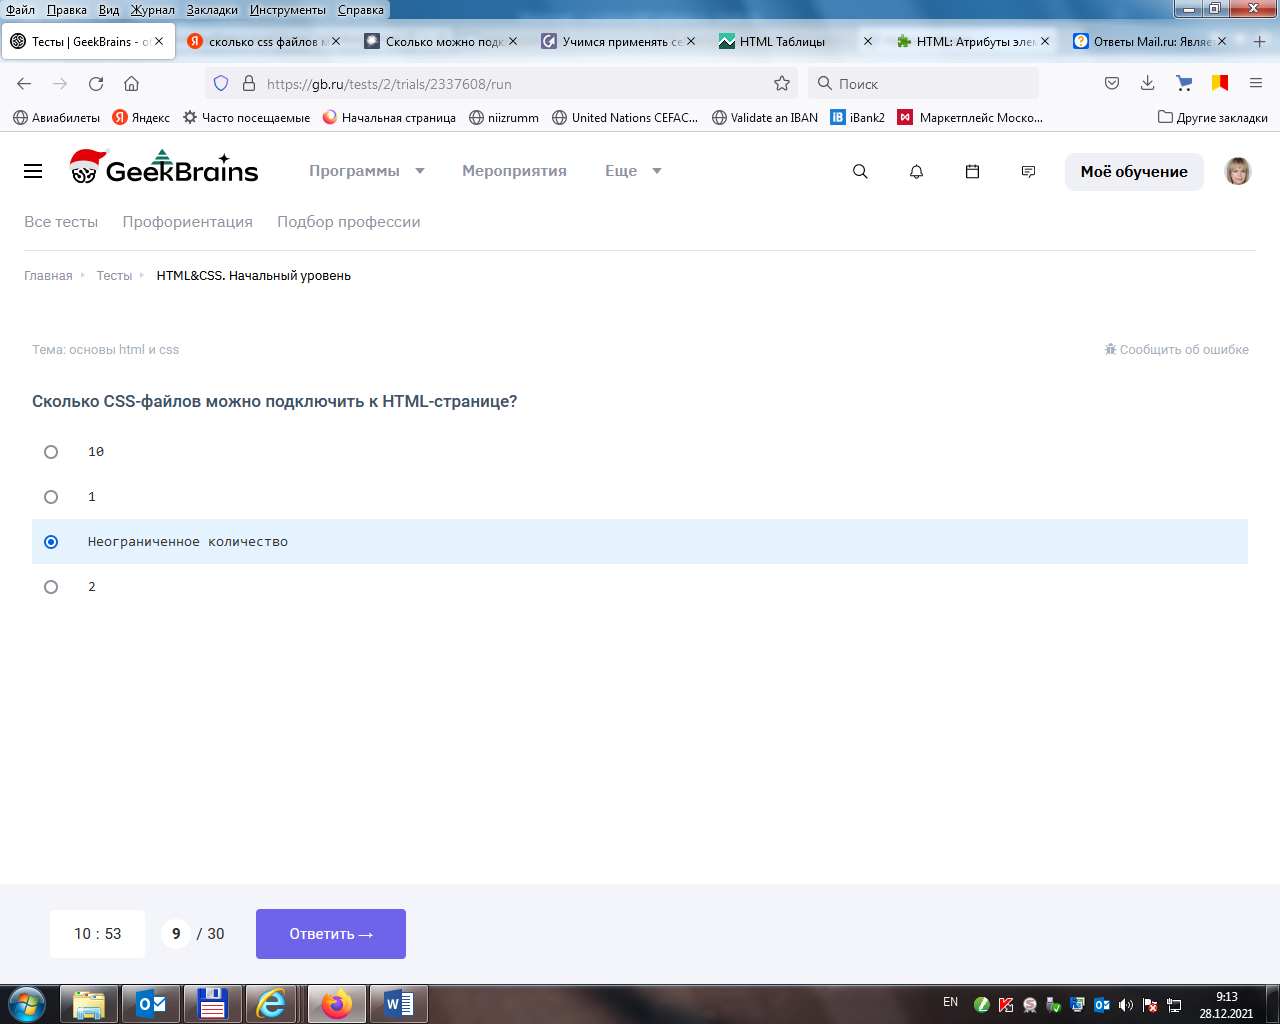 Файл Правка Вид Журнал Закладки Инструменты Справка
Тесты | GeekBrains - о
сколько css файлов м
Сколько можно подк
Учимся применять се
HTML Таблицы
HTML: Атрибуты элем
Ответы Mail.ru: Являе
https://gb.ru/tests/2/trials/2337608/run
Поиск
Авиабилеты Яндекс Часто посещаемые Начальная страница niizrumm United Nations CEFAC... Validate an IBAN iBank2 Маркетплейс Моско... Другие закладки
GeekBrains Программы Мероприятия Еще Моё обучение
Все тесты Профориентация Подбор профессии
Главная Тесты HTML&CSS. Начальный уровень
Тема: основы html и css Сообщить об ошибке
Сколько CSS-файлов можно подключить к HTML-странице?
10
1
Неограниченное количество
2
10 : 53 9 / 30 Ответить →
EN 9:13
28.12.2021